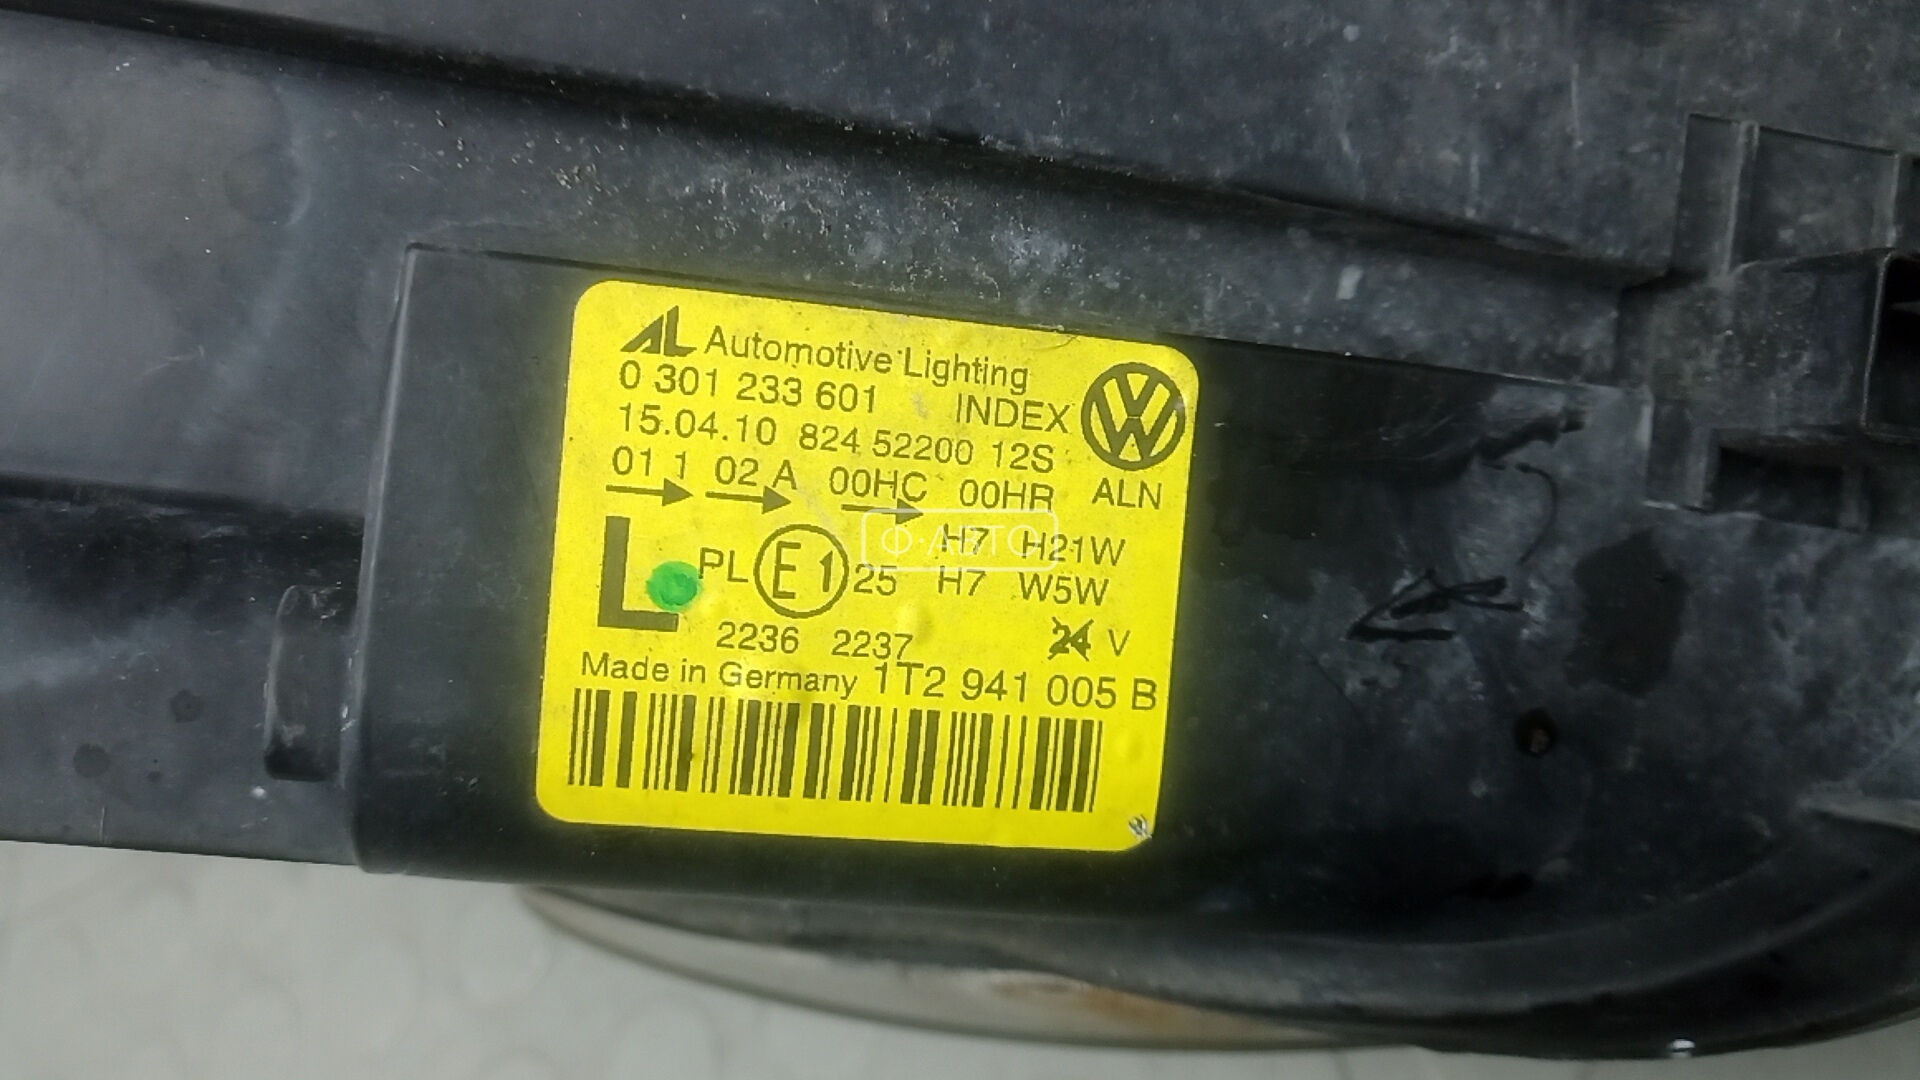 AL Automotive Lighting
0 301 233 601 INDEX
15.04.10 824 52200 12S
01 1 02 A 00HC 00HR ALN
H7 H21W
L PL E1 25 H7 W5W
2236 2237 24 V
Made in Germany 1T2 941 005 B
Ф·АВТО